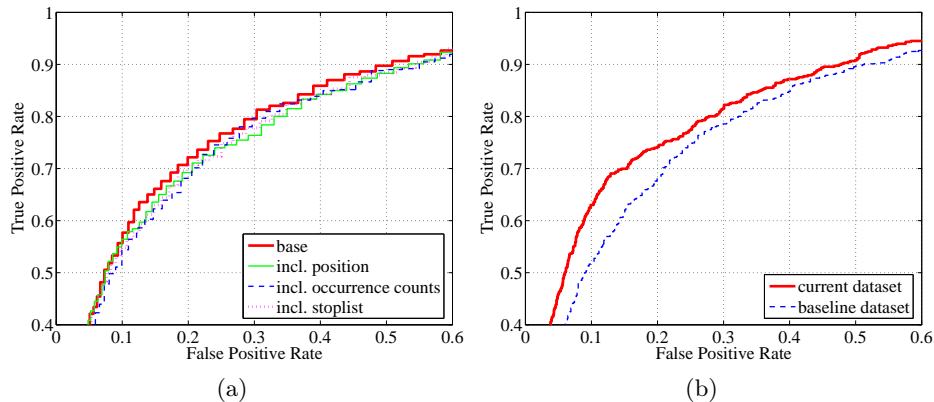 1
0.9
0.8
0.7
0.6
0.5
0.4
0 0.1 0.2 0.3 0.4 0.5 0.6
True Positive Rate
False Positive Rate
base
incl. position
incl. occurrence counts
incl. stoplist
(a)
1
0.9
0.8
0.7
0.6
0.5
0.4
0 0.1 0.2 0.3 0.4 0.5 0.6
True Positive Rate
False Positive Rate
current dataset
baseline dataset
(b)